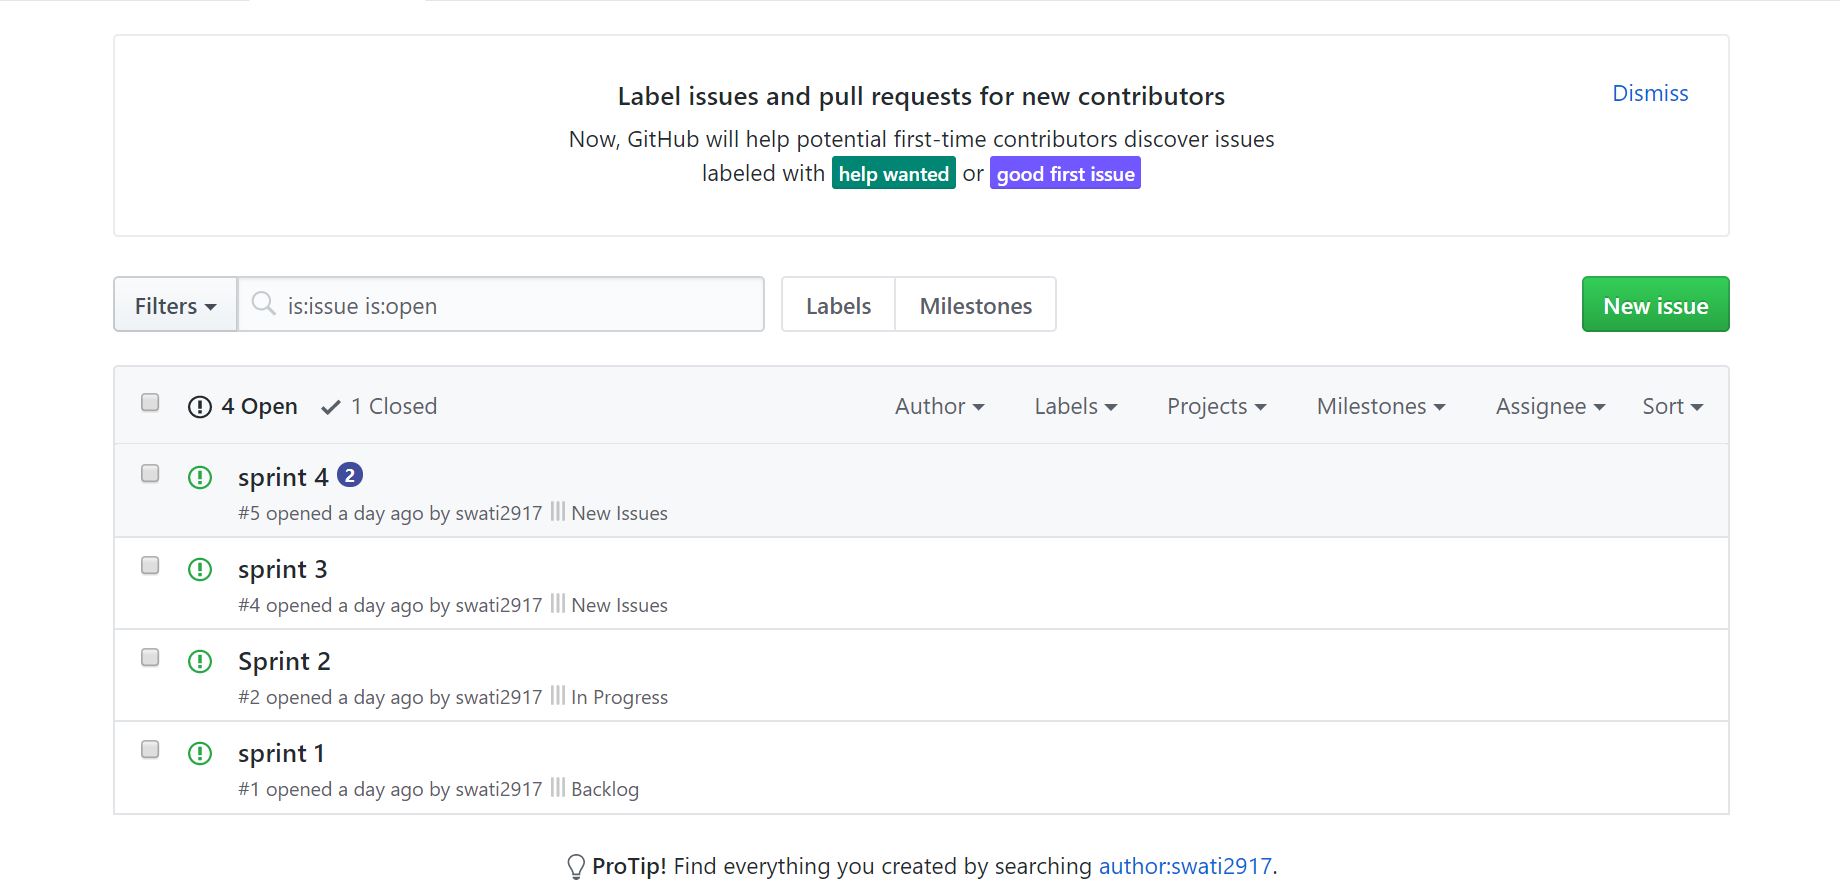 Label issues and pull requests for new contributors
Dismiss
Now, GitHub will help potential first-time contributors discover issues
labeled with help wanted or good first issue
Filters is:issue is:open Labels Milestones New issue
4 Open 1 Closed Author Labels Projects Milestones Assignee Sort
sprint 4 2
#5 opened a day ago by swati2917 New Issues
sprint 3
#4 opened a day ago by swati2917 New Issues
Sprint 2
#2 opened a day ago by swati2917 In Progress
sprint 1
#1 opened a day ago by swati2917 Backlog
ProTip! Find everything you created by searching author:swati2917.